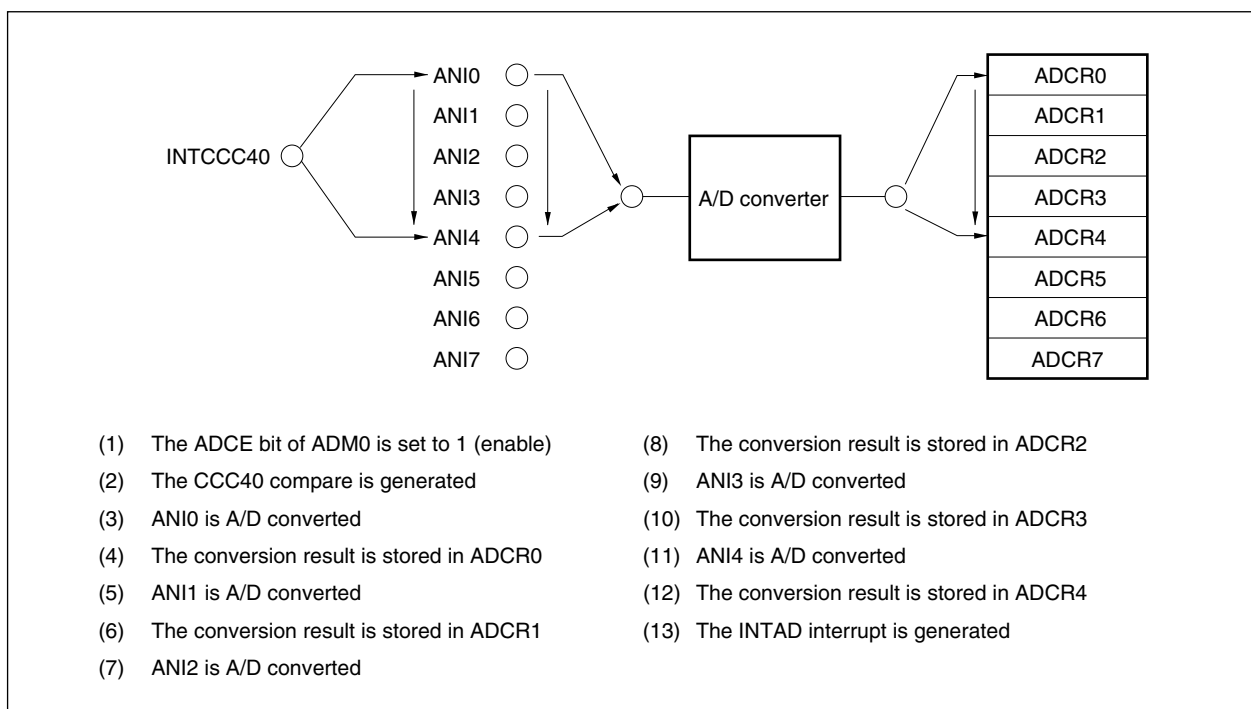 ANI0
ANI1
ANI2
ANI3
ANI4
ANI5
ANI6
ANI7
INTCCC40
A/D converter
ADCR0
ADCR1
ADCR2
ADCR3
ADCR4
ADCR5
ADCR6
ADCR7
(1) The ADCE bit of ADM0 is set to 1 (enable)
(2) The CCC40 compare is generated
(3) ANI0 is A/D converted
(4) The conversion result is stored in ADCR0
(5) ANI1 is A/D converted
(6) The conversion result is stored in ADCR1
(7) ANI2 is A/D converted
(8) The conversion result is stored in ADCR2
(9) ANI3 is A/D converted
(10) The conversion result is stored in ADCR3
(11) ANI4 is A/D converted
(12) The conversion result is stored in ADCR4
(13) The INTAD interrupt is generated